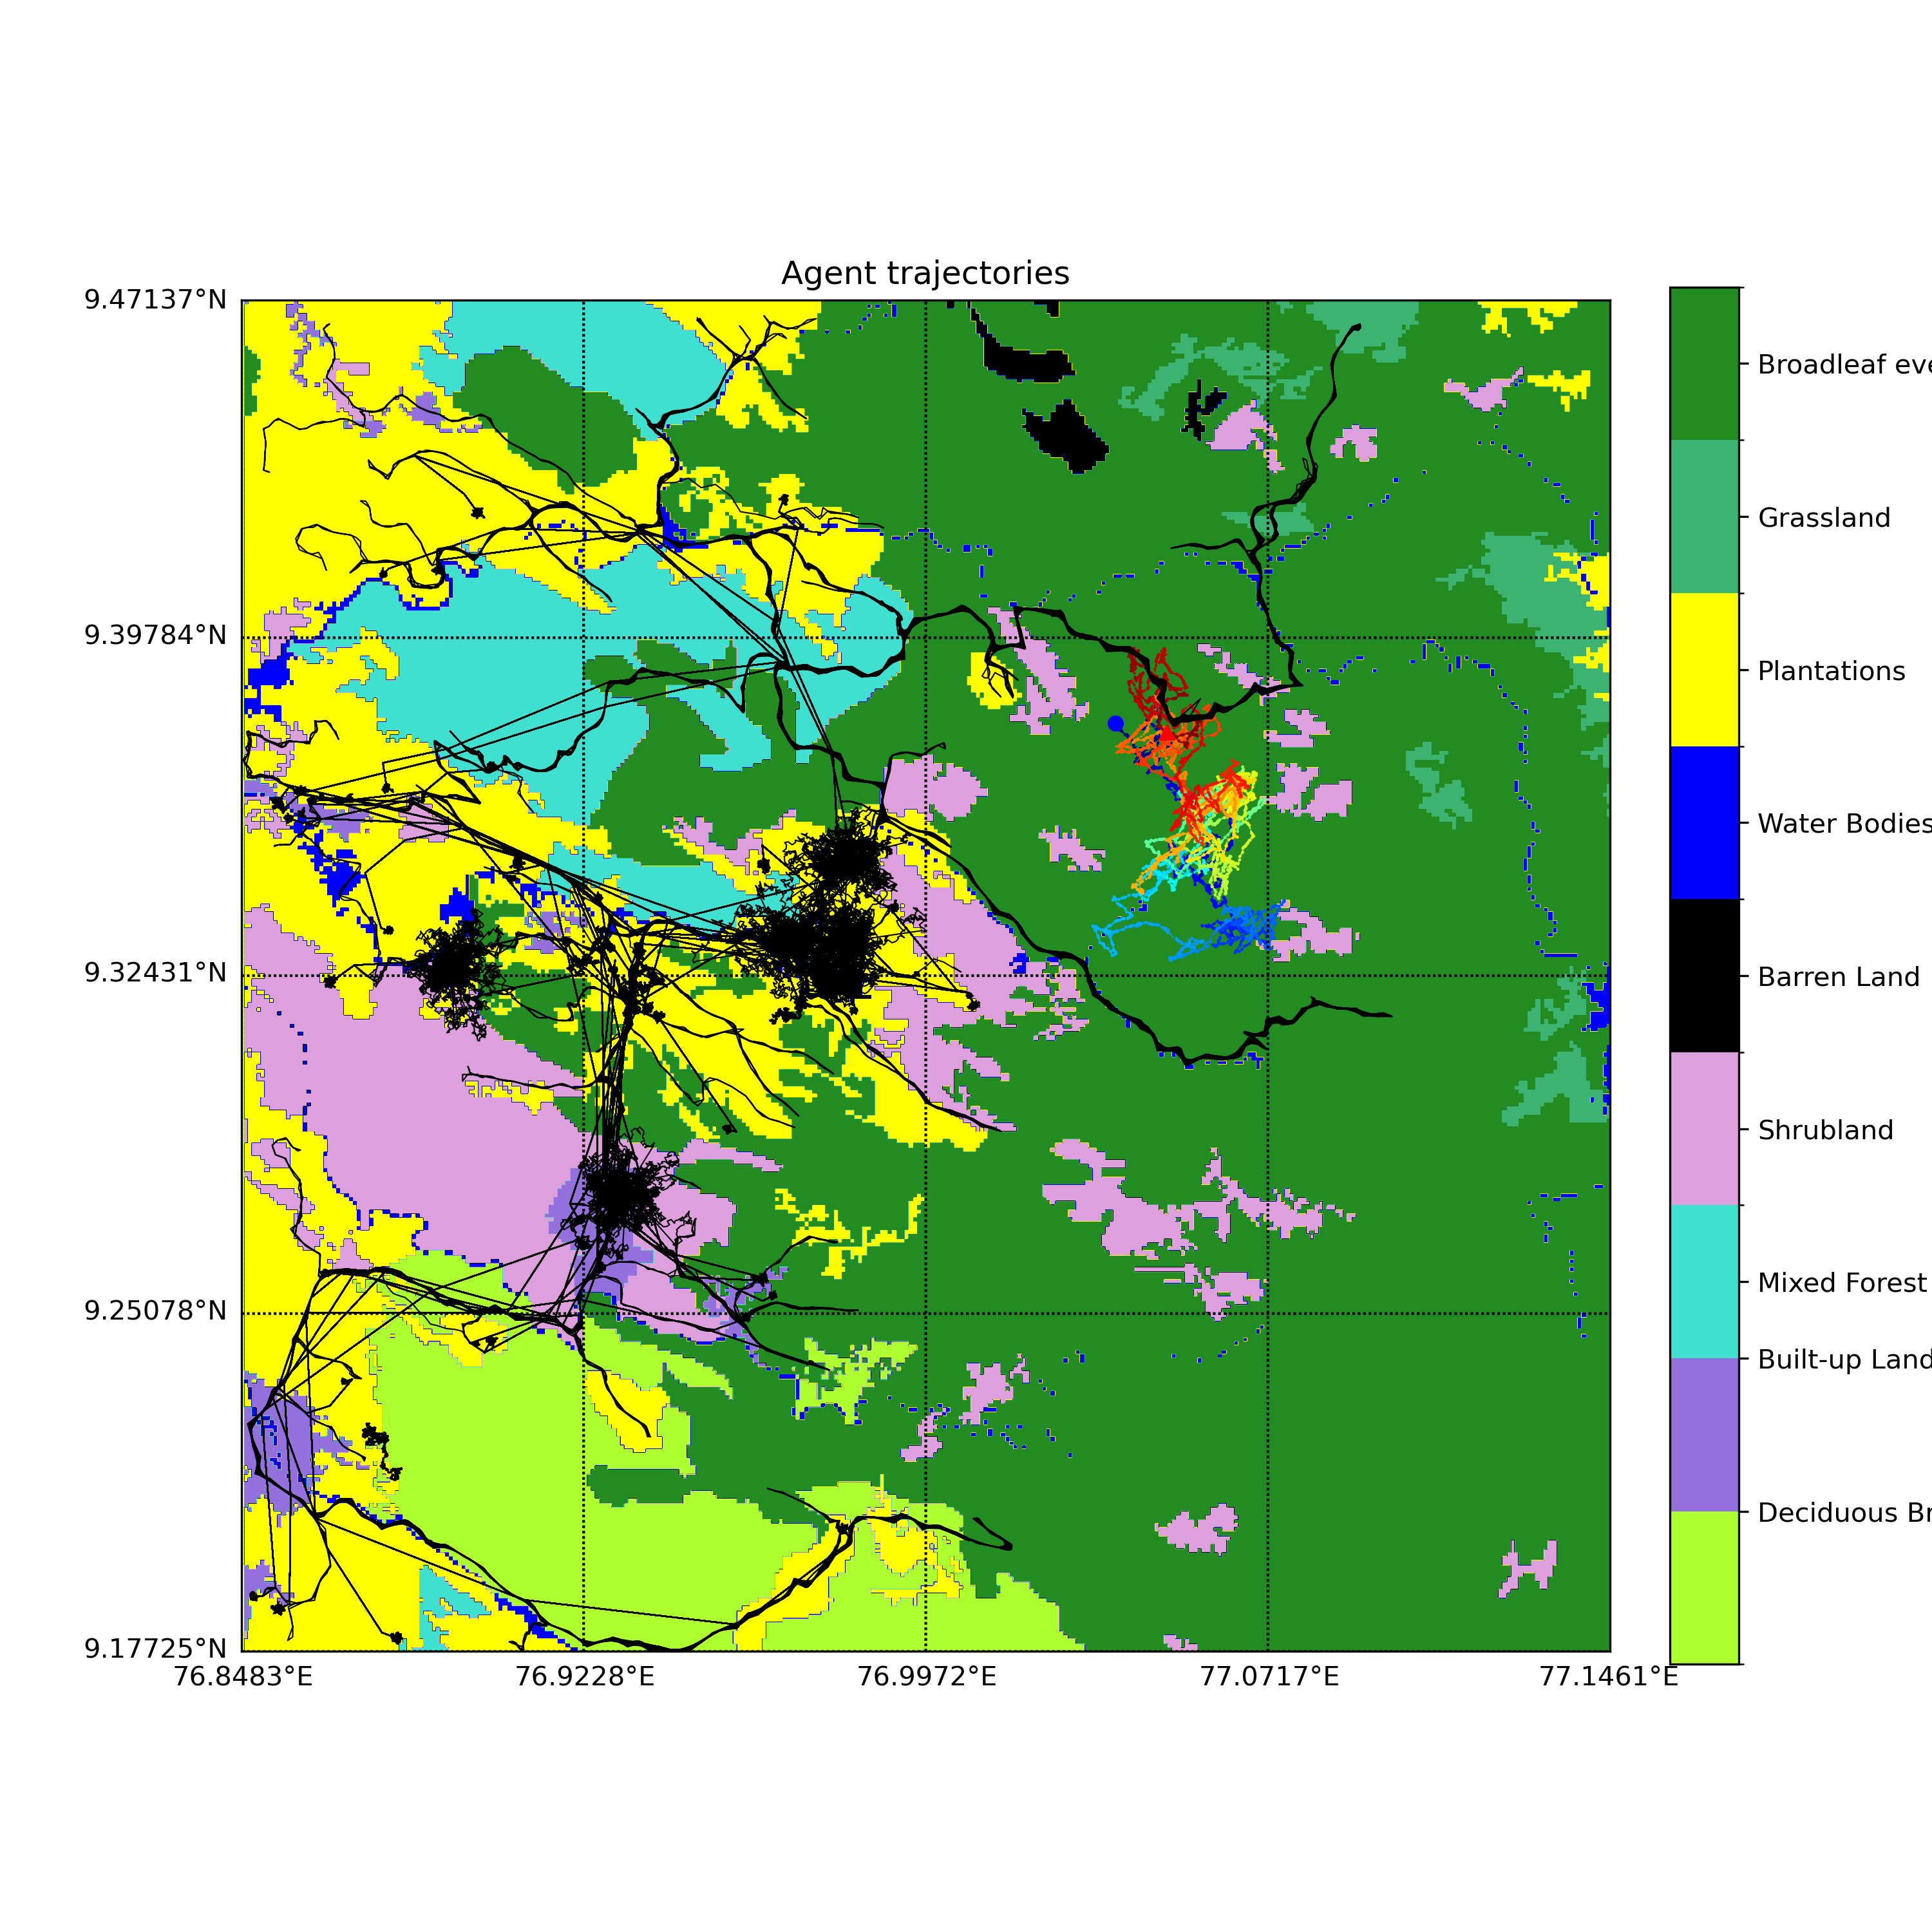 Agent trajectories
9.47137°N
9.39784°N
9.32431°N
9.25078°N
9.17725°N
76.8483°E
76.9228°E
76.9972°E
77.0717°E
77.1461°E
Broadleaf eve
Grassland
Plantations
Water Bodies
Barren Land
Shrubland
Mixed Forest
Built-up Land
Deciduous Br